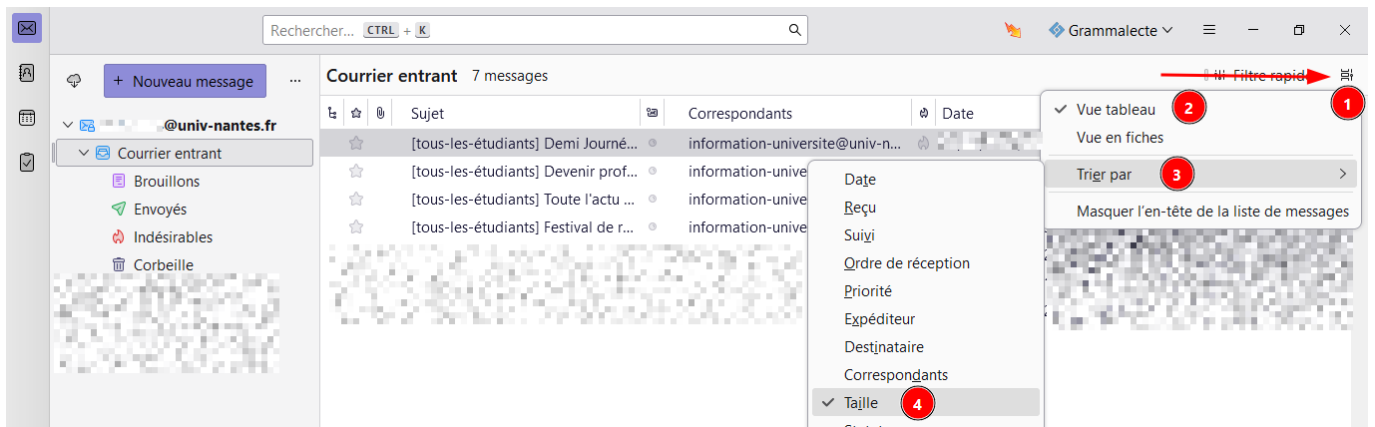 Rechercher... CTRL + K
Grammalecte
+ Nouveau message ...
Courrier entrant 7 messages
Filtre rapide
1
@univ-nantes.fr
Courrier entrant
Brouillons
Envoyés
Indésirables
Corbeille
Sujet Correspondants Date
[tous-les-étudiants] Demi Journé... information-universite@univ-n...
[tous-les-étudiants] Devenir prof... information-unive
[tous-les-étudiants] Toute l'actu ... information-unive
[tous-les-étudiants] Festival de r... information-unive
Vue tableau 2
Vue en fiches
Trier par 3
Masquer l'en-tête de la liste de messages
Date
Reçu
Suivi
Ordre de réception
Priorité
Expéditeur
Destinataire
Correspondants
Taille 4